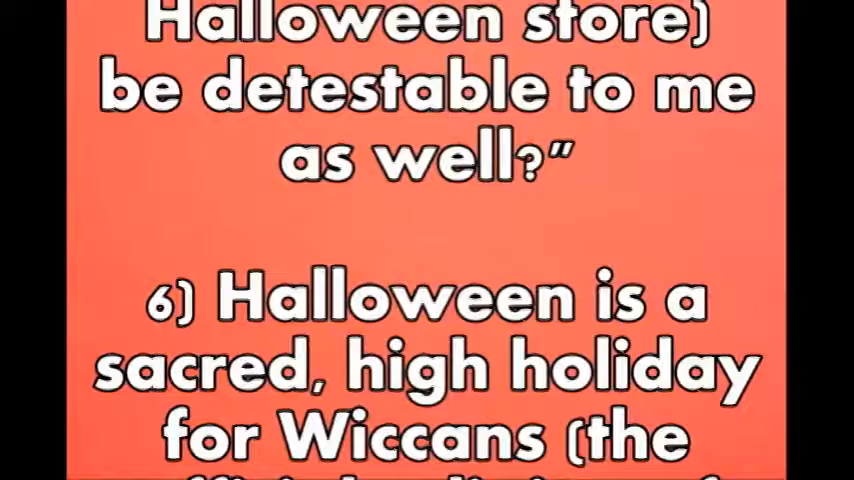 Halloween store)
be detestable to me
as well?”
6) Halloween is a
sacred, high holiday
for Wiccans (the